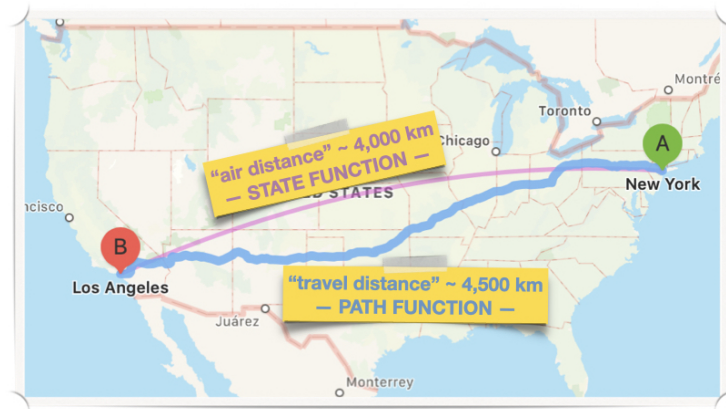 Montré
Toronto
A
Chicago
"air distance" ~ 4,000 km
— STATE FUNCTION —
New York
STATES
ncisco
B
Los Angeles
"travel distance" ~ 4,500 km
— PATH FUNCTION —
Juárez
Monterrey